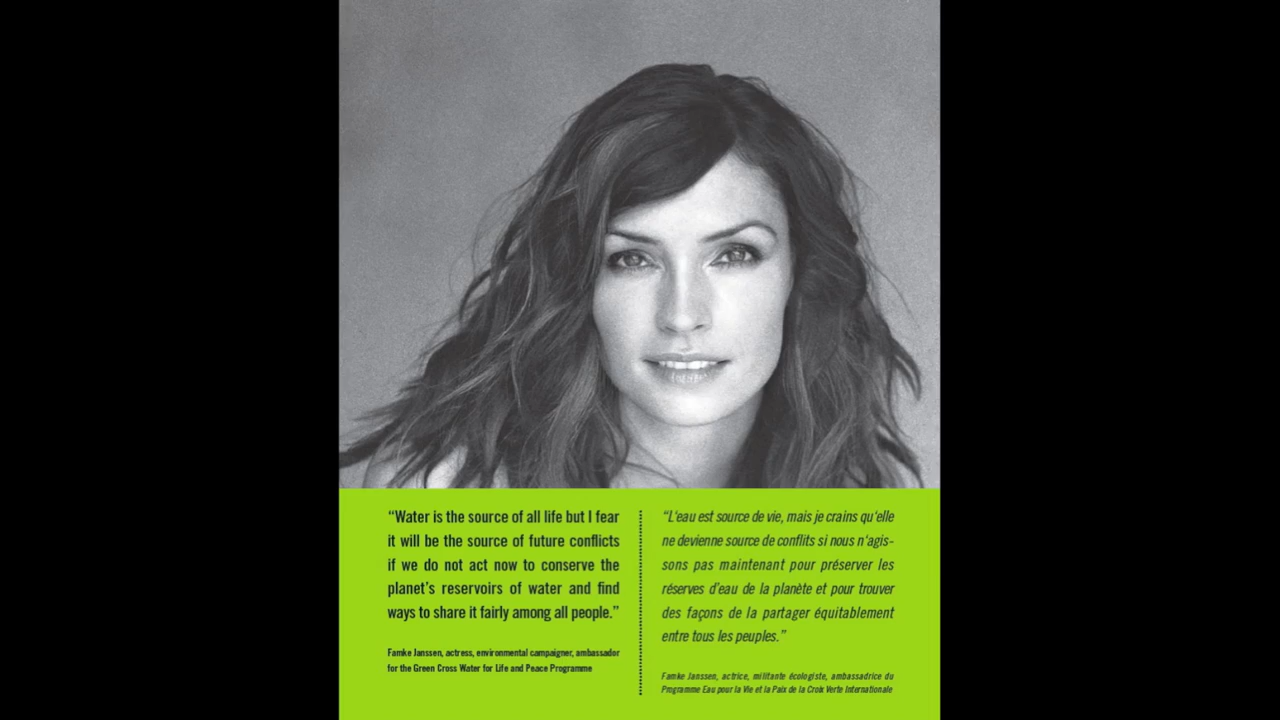 “Water is the source of all life but I fear
it will be the source of future conflicts
if we do not act now to conserve the
planet’s reservoirs of water and find
ways to share it fairly among all people.”
Famke Janssen, actress, environmental campaigner, ambassador
for the Green Cross Water for Life and Peace Programme
“L‘eau est source de vie, mais je crains qu‘elle
ne devienne source de conflits si nous n‘agis-
sons pas maintenant pour préserver les
réserves d’eau de la planète et pour trouver
des façons de la partager équitablement
entre tous les peuples.”
Famke Janssen, actrice, militante écologiste, ambassadrice du
Programme Eau pour la Vie et la Paix de la Croix Verte Internationale